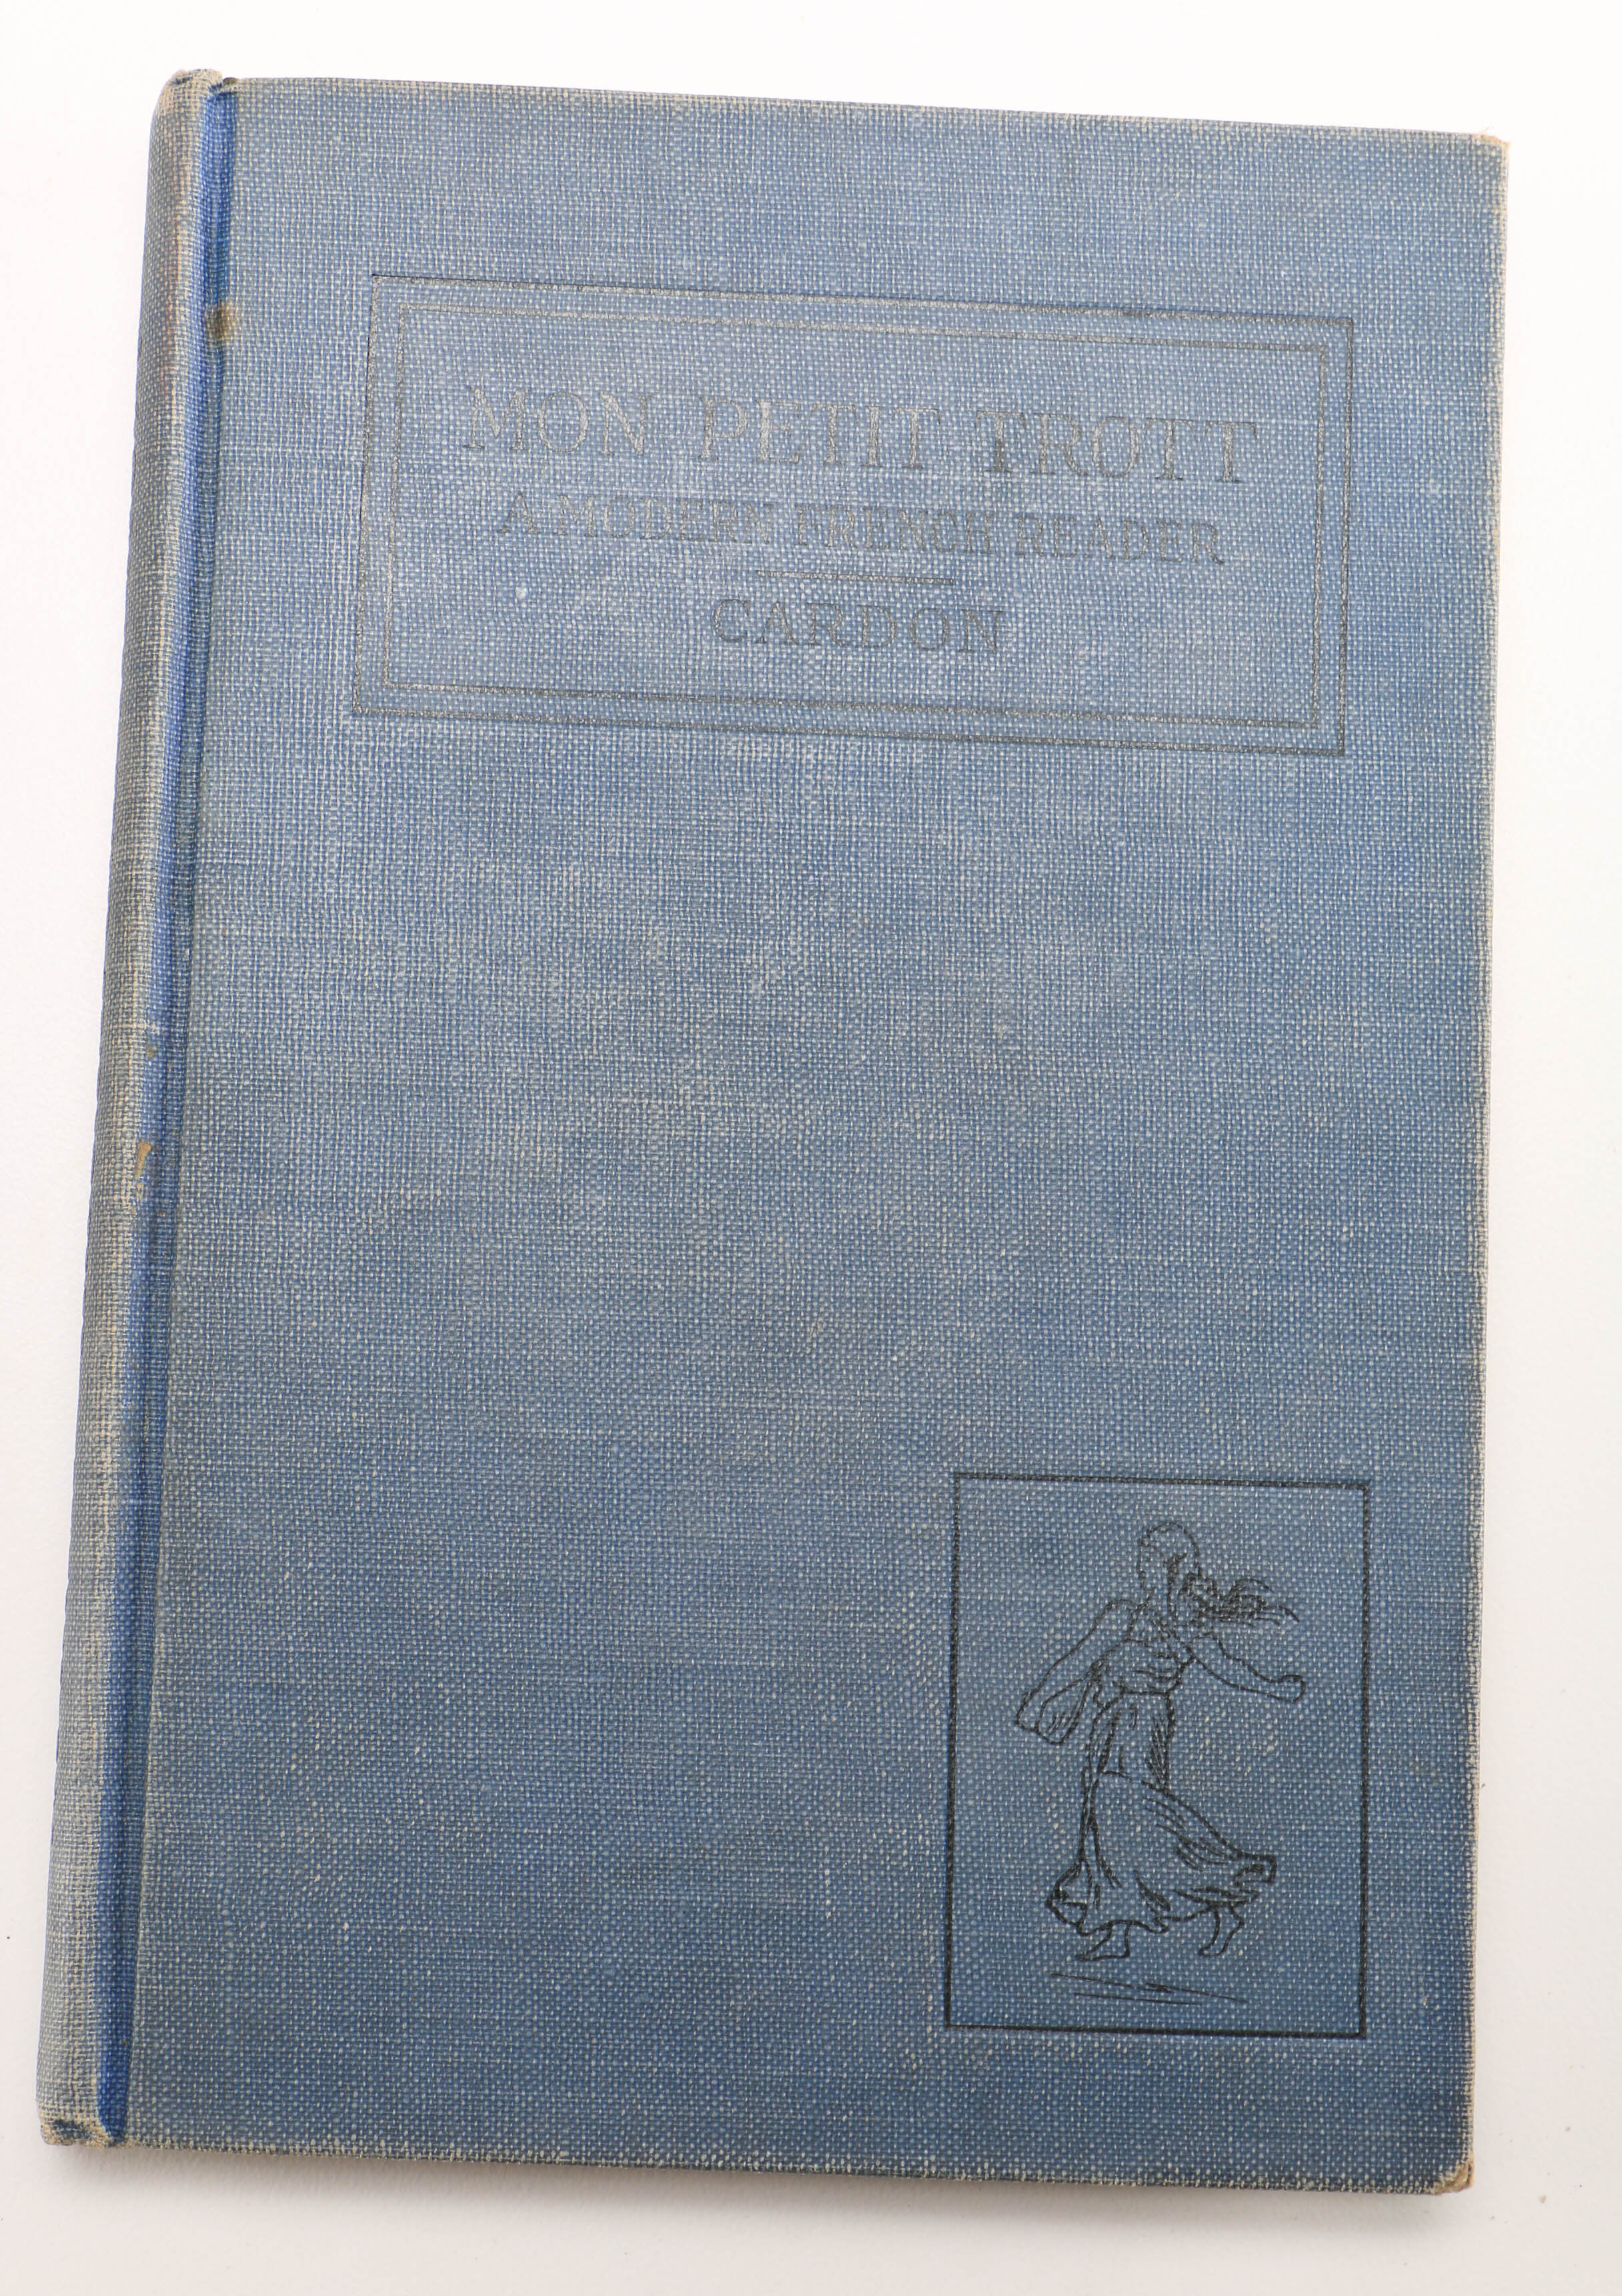 MON PETIT TROTT
A MODERN FRENCH READER
CARDON